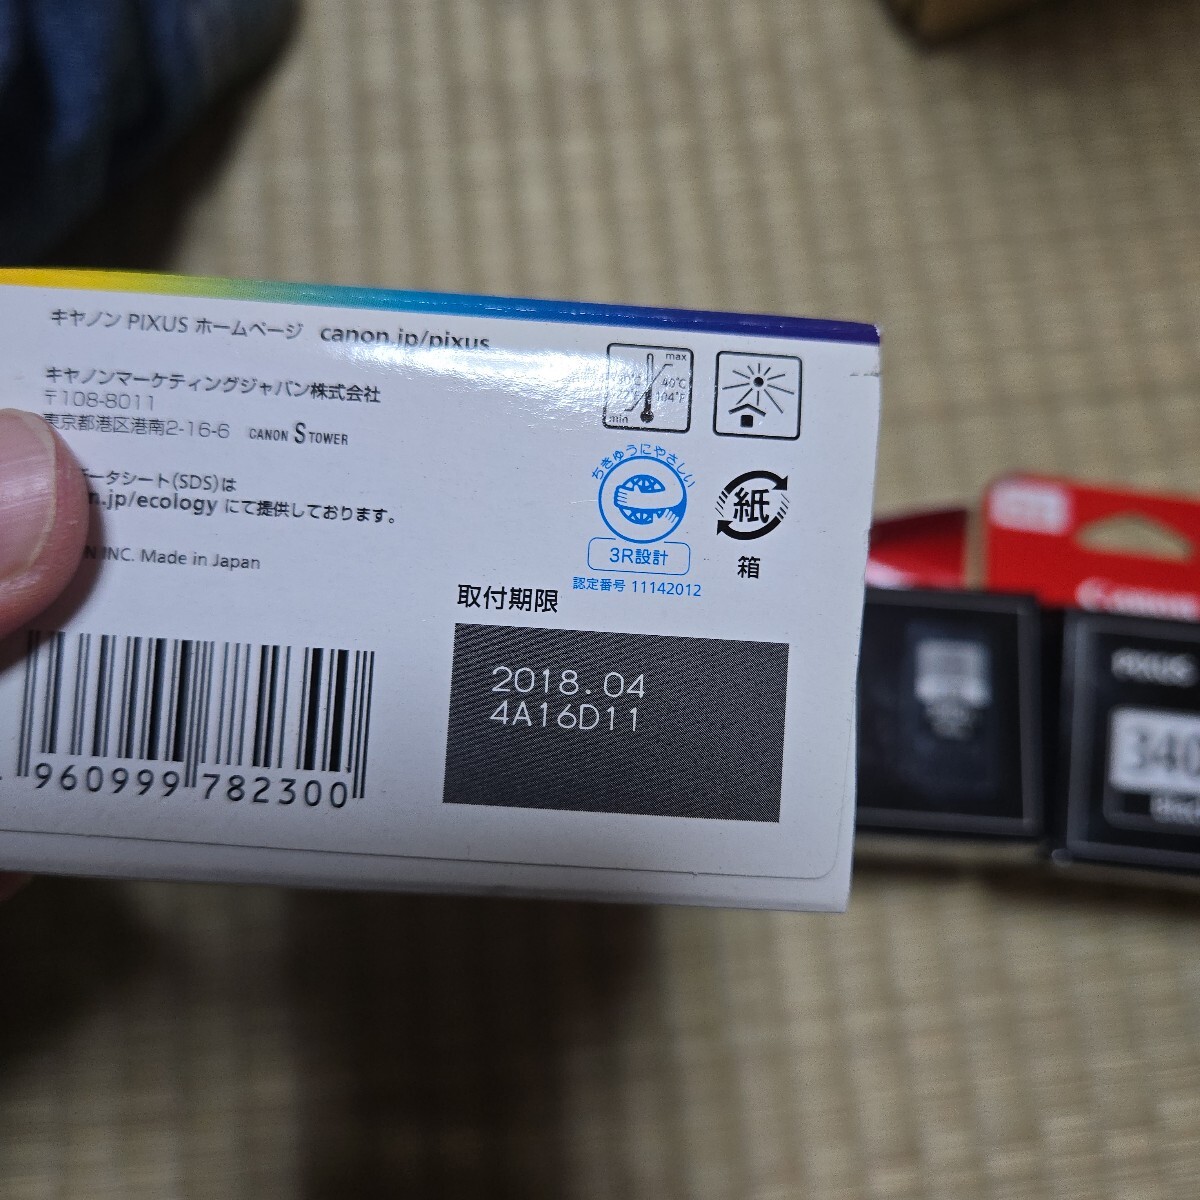 キヤノン PIXUS ホームページ canon.jp/pixus
キヤノンマーケティングジャパン株式会社
〒108-8011
東京都港区港南2-16-6 CANON S TOWER
データシート(SDS)は
n.jp/ecology にて提供しております。
N INC. Made in Japan
max
40℃
104°F
min
ちきゅうにやさしい
3R設計
認定番号 11142012
紙
箱
取付期限
2018.04
4A16D11
960999 782300
Canon
PIXUS
340